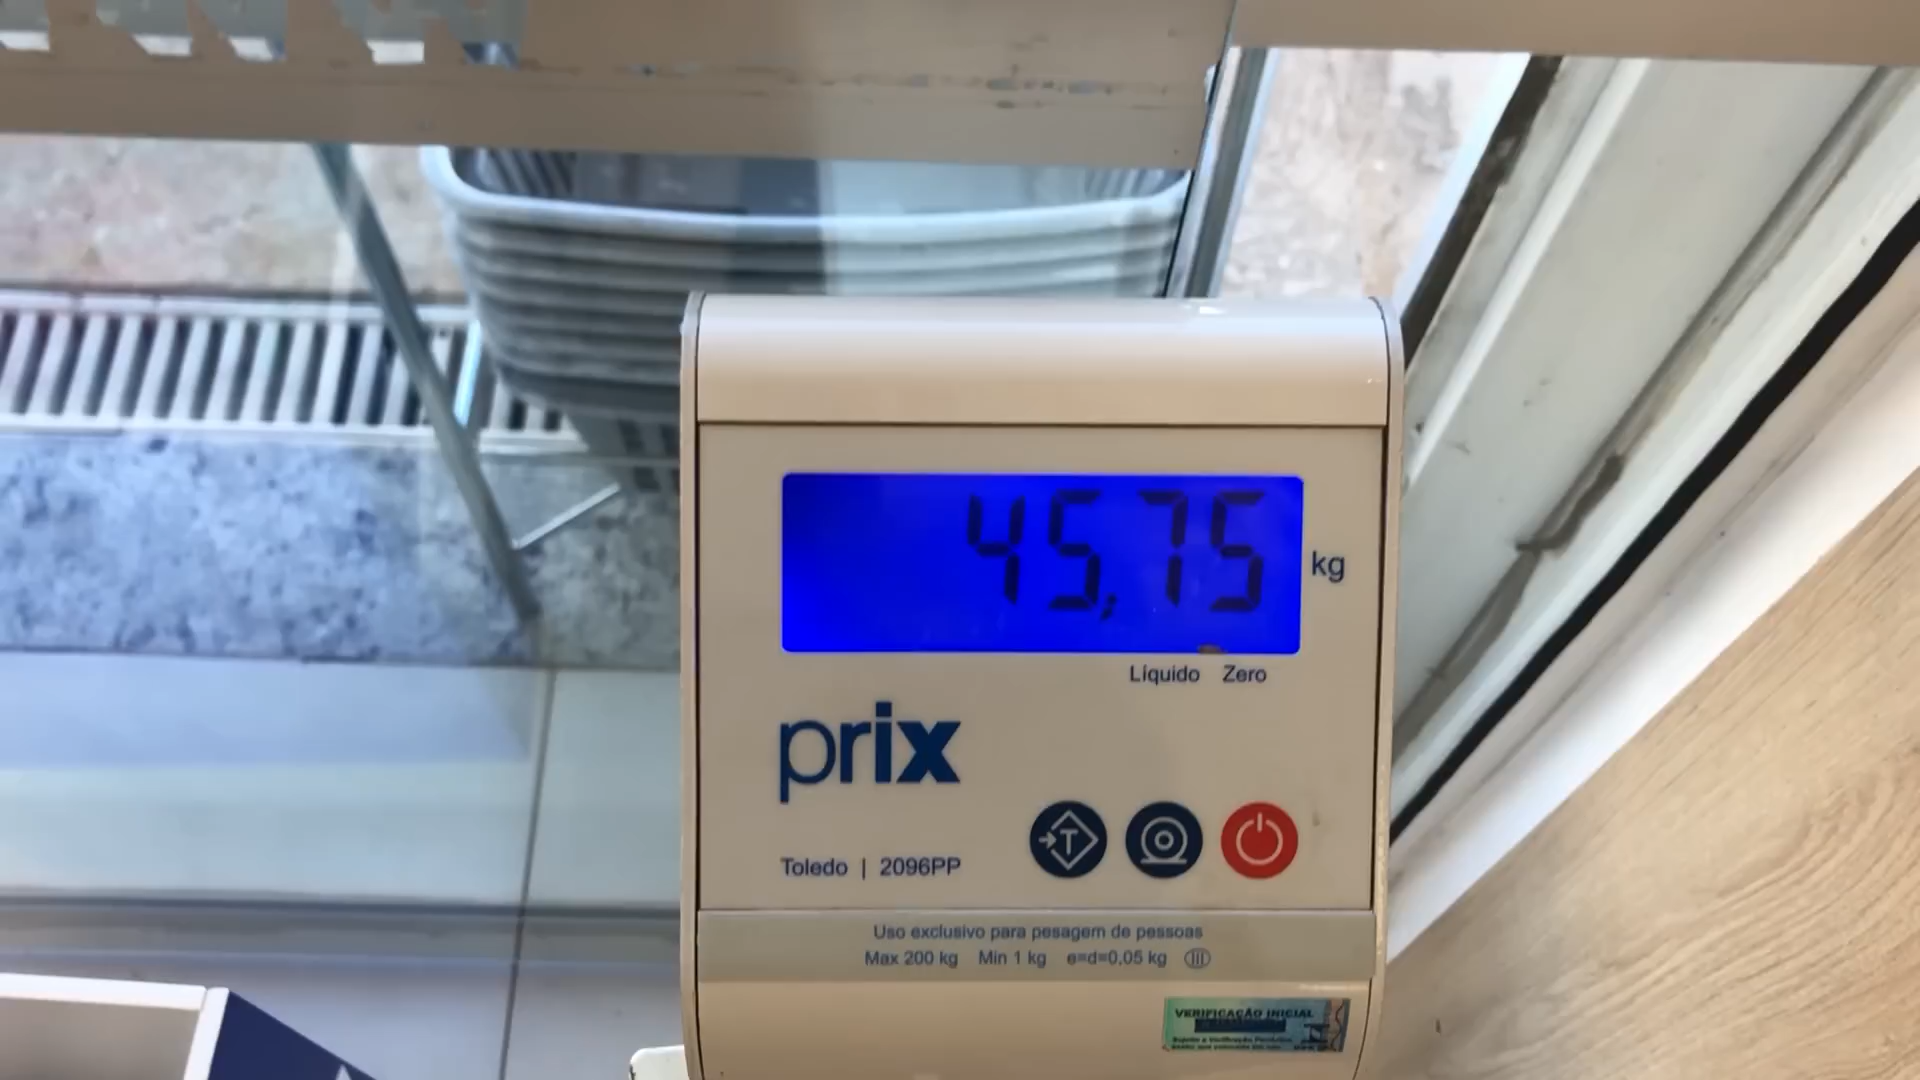 45,75
kg
Líquido Zero
prix
T
Toledo | 2096PP
Uso exclusivo para pesagem de pessoas
Max 200 kg Min 1 kg e=d=0,05 kg III
VERIFICAÇÃO INICIAL